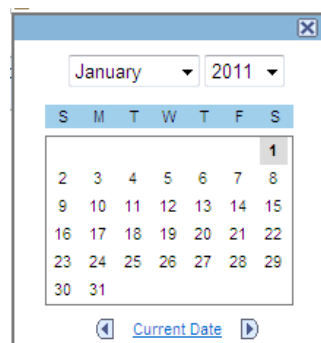 January 2011
S M T W T F S
1
2 3 4 5 6 7 8
9 10 11 12 13 14 15
16 17 18 19 20 21 22
23 24 25 26 27 28 29
30 31
Current Date